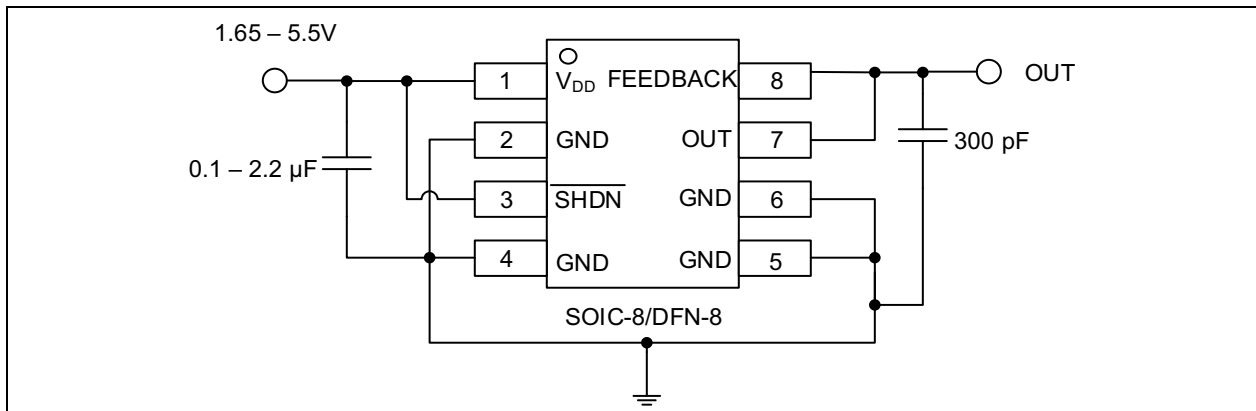 1.65 – 5.5V
OUT
0.1 – 2.2 µF
300 pF
1 V_DD FEEDBACK 8
2 GND OUT 7
3 S̅H̅D̅N̅ GND 6
4 GND GND 5
SOIC-8/DFN-8